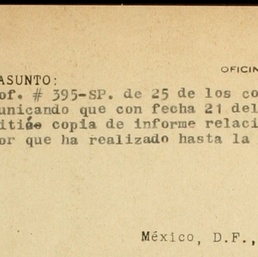 OFICIN
ASUNTO:
of. # 395-SP. de 25 de los co
unicando que con fecha 21 del
itióo copia de informe relaci
or que ha realizado hasta la
México, D.F.,